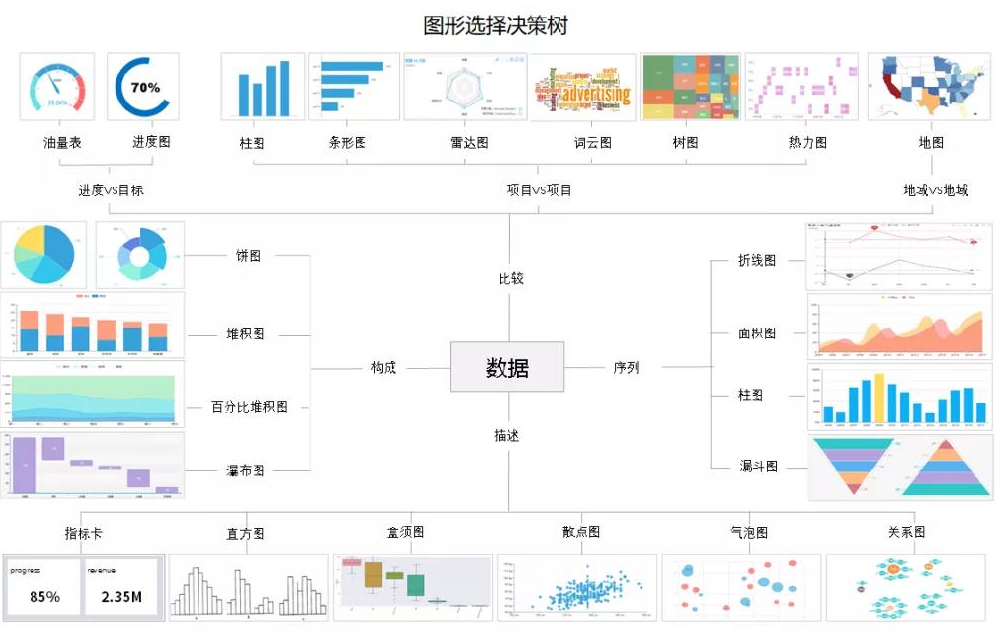 图形选择决策树
70%
advertising
油量表
进度图
柱图
条形图
雷达图
词云图
树图
热力图
地图
进度VS目标
项目VS项目
地域VS地域
饼图
折线图
比较
堆积图
面积图
构成
数据
序列
百分比堆积图
柱图
描述
瀑布图
漏斗图
指标卡
直方图
盒须图
散点图
气泡图
关系图
progress
revenue
85%
2.35M